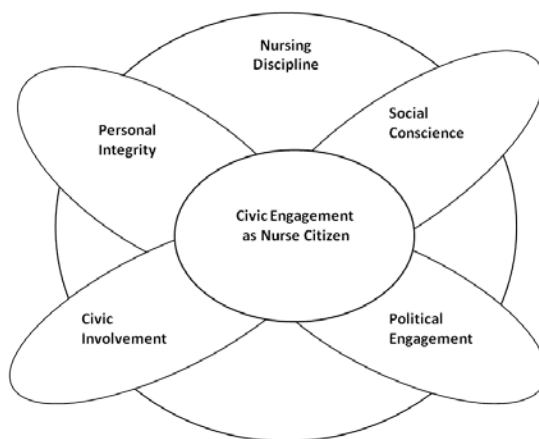 Nursing
Discipline
Social
Conscience
Personal
Integrity
Civic Engagement
as Nurse Citizen
Civic
Involvement
Political
Engagement